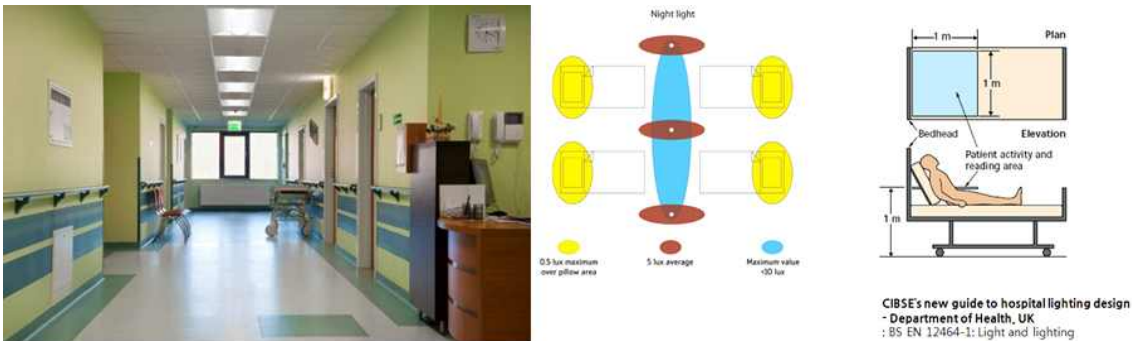 Night light
0.5 lux maximum
over pillow area
5 lux average
Maximum value
<10 lux
Plan
1 m
1 m
Bedhead
Elevation
Patient activity and
reading area
1 m
CIBSE's new guide to hospital lighting design
- Department of Health, UK
: BS EN 12464-1: Light and lighting